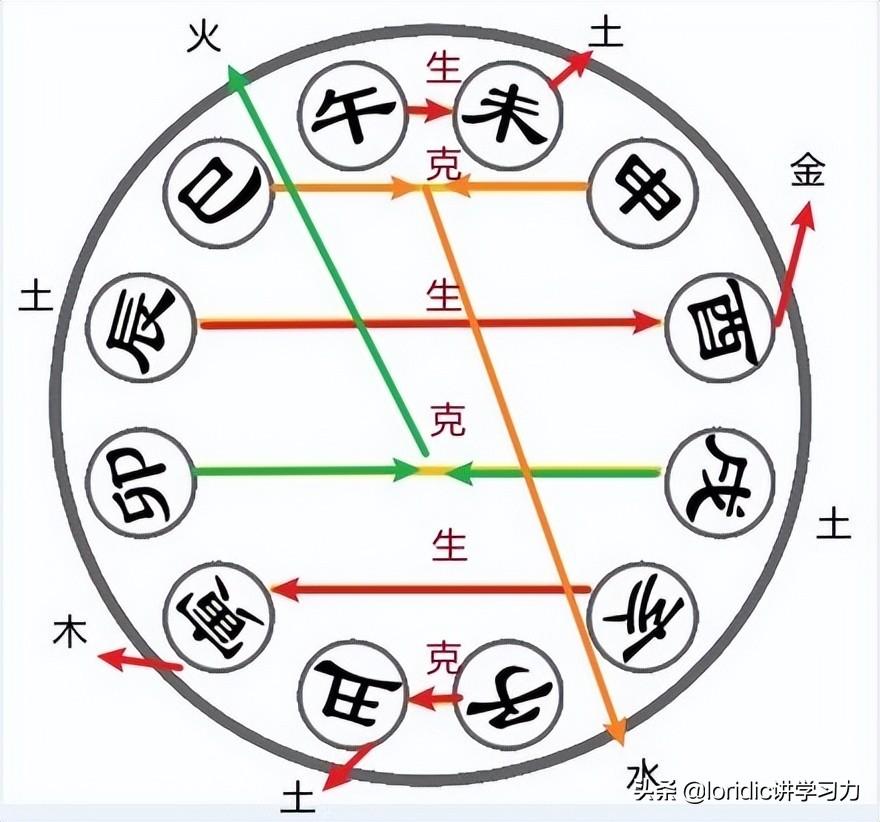 火
土
生
午
未
克
金
巳
申
生
土
辰
酉
克
卯
戌
土
生
木
寅
亥
克
丑
子
水
土
头条 @loridic讲学习力